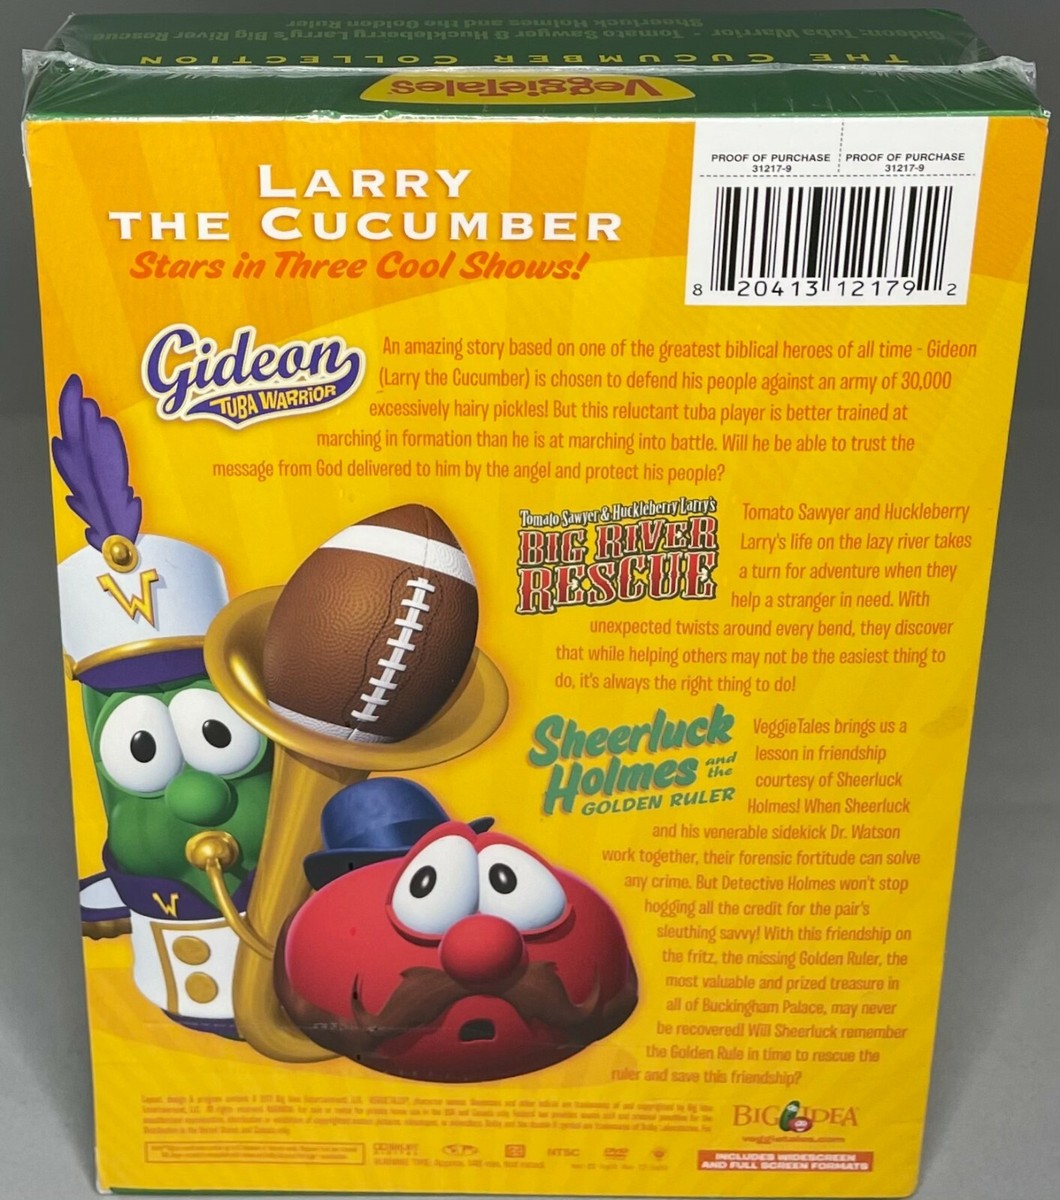 Sheerluck Holmes and the Golden Ruler
Gideon: Tuba Warrior - Tomato Sawyer & Huckleberry Larry's Big River Rescue
THE CUCUMBER COLLECTION
VeggieTales
LARRY
THE CUCUMBER
Stars in Three Cool Shows!
PROOF OF PURCHASE
31217-9
PROOF OF PURCHASE
31217-9
8 20413 12179 2
Gideon
TUBA WARRIOR
An amazing story based on one of the greatest biblical heroes of all time - Gideon
(Larry the Cucumber) is chosen to defend his people against an army of 30,000
excessively hairy pickles! But this reluctant tuba player is better trained at
marching in formation than he is at marching into battle. Will he be able to trust the
message from God delivered to him by the angel and protect his people?
W
W
Tomato Sawyer & Huckleberry Larry's
BIG RIVER
RESCUE
Tomato Sawyer and Huckleberry
Larry's life on the lazy river takes
a turn for adventure when they
help a stranger in need. With
unexpected twists around every bend, they discover
that while helping others may not be the easiest thing to
do, it's always the right thing to do!
Sheerluck
Holmes and the
GOLDEN RULER
VeggieTales brings us a
lesson in friendship
courtesy of Sheerluck
Holmes! When Sheerluck
and his venerable sidekick Dr. Watson
work together, their forensic fortitude can solve
any crime. But Detective Holmes won't stop
hogging all the credit for the pair's
sleuthing savvy! With this friendship on
the fritz, the missing Golden Ruler, the
most valuable and prized treasure in
all of Buckingham Palace, may never
be recovered! Will Sheerluck remember
the Golden Rule in time to rescue the
ruler and save this friendship?
BIG IDEA
veggietales.com
NTSC
DVD
INCLUDES WIDESCREEN
AND FULL SCREEN FORMATS